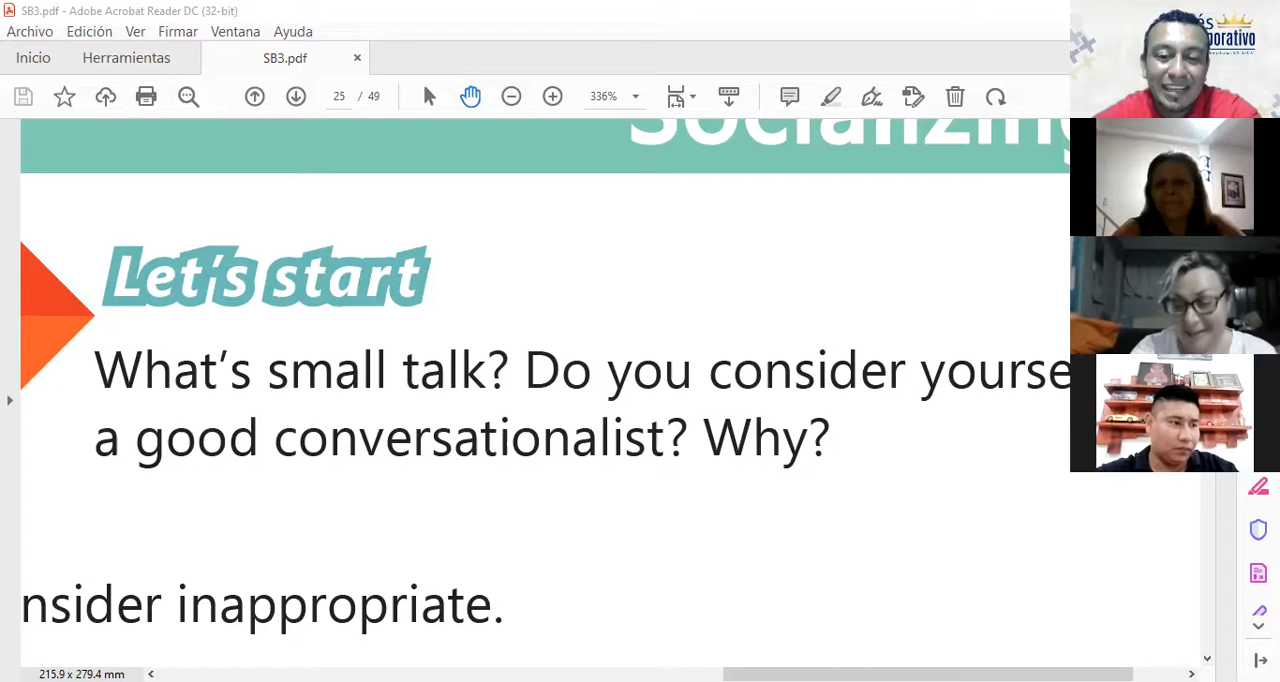 SB3.pdf - Adobe Acrobat Reader DC (32-bit)
Archivo Edición Ver Firmar Ventana Ayuda
Inicio Herramientas SB3.pdf ×
25 / 49 336%
Socializing
Let's start
What's small talk? Do you consider yourse
a good conversationalist? Why?
nsider inappropriate.
215.9 x 279.4 mm